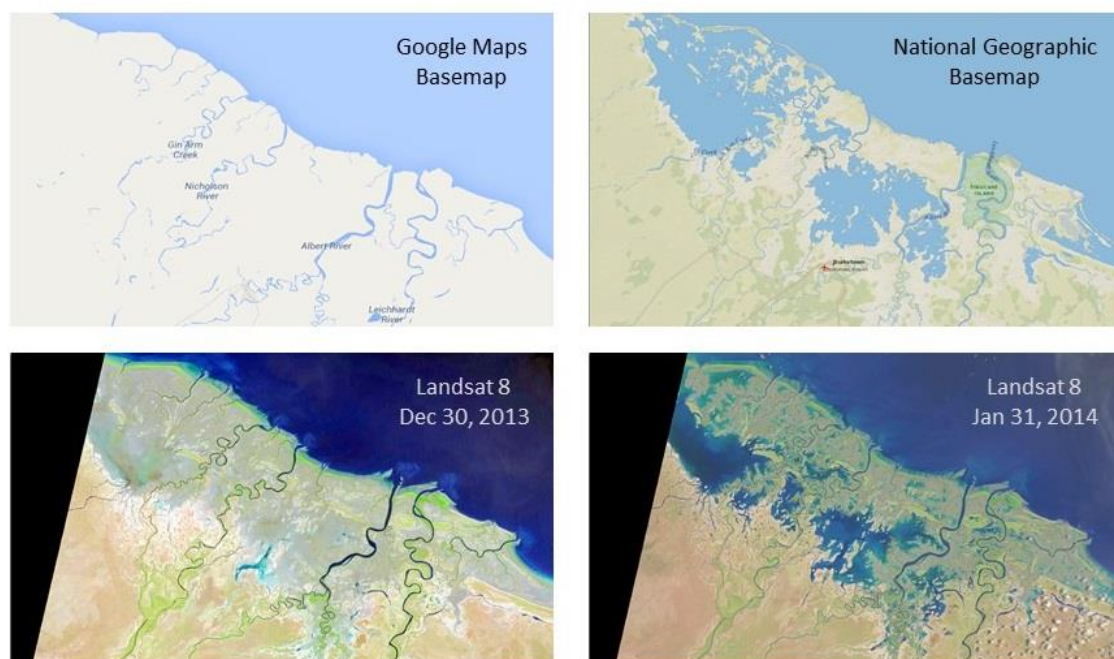 Google Maps
Basemap
Gin Arm
Creek
Nicholson
River
Albert River
Leichhardt
River
National Geographic
Basemap
Burketown
Landsat 8
Dec 30, 2013
Landsat 8
Jan 31, 2014